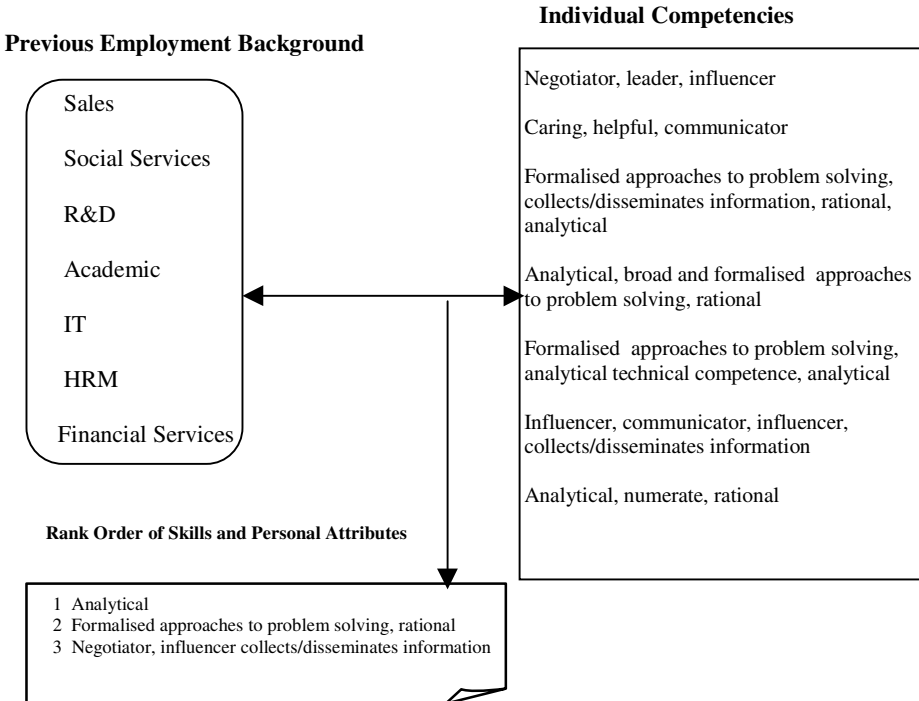 Individual Competencies
Previous Employment Background
Sales
Social Services
R&D
Academic
IT
HRM
Financial Services
Negotiator, leader, influencer
Caring, helpful, communicator
Formalised approaches to problem solving,
collects/disseminates information, rational,
analytical
Analytical, broad and formalised approaches
to problem solving, rational
Formalised approaches to problem solving,
analytical technical competence, analytical
Influencer, communicator, influencer,
collects/disseminates information
Analytical, numerate, rational
Rank Order of Skills and Personal Attributes
1 Analytical
2 Formalised approaches to problem solving, rational
3 Negotiator, influencer collects/disseminates information